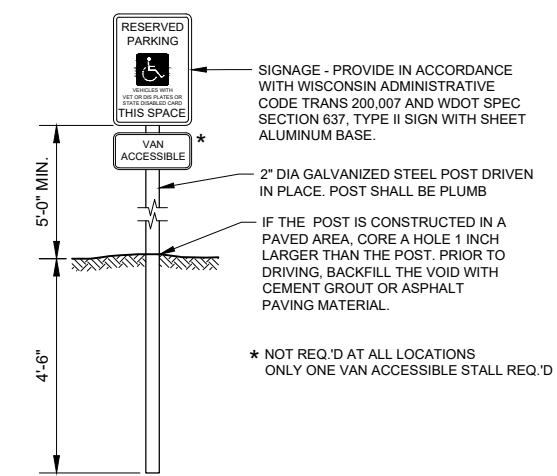 RESERVED
PARKING
VEHICLES WITH
VET OR DIS PLATES OR
STATE DISABLED CARD
THIS SPACE
VAN
ACCESSIBLE
*
5'-0" MIN.
4'-6"
SIGNAGE - PROVIDE IN ACCORDANCE
WITH WISCONSIN ADMINISTRATIVE
CODE TRANS 200,007 AND WDOT SPEC
SECTION 637, TYPE II SIGN WITH SHEET
ALUMINUM BASE.
2" DIA GALVANIZED STEEL POST DRIVEN
IN PLACE. POST SHALL BE PLUMB
IF THE POST IS CONSTRUCTED IN A
PAVED AREA, CORE A HOLE 1 INCH
LARGER THAN THE POST. PRIOR TO
DRIVING, BACKFILL THE VOID WITH
CEMENT GROUT OR ASPHALT
PAVING MATERIAL.
* NOT REQ.'D AT ALL LOCATIONS
ONLY ONE VAN ACCESSIBLE STALL REQ.'D